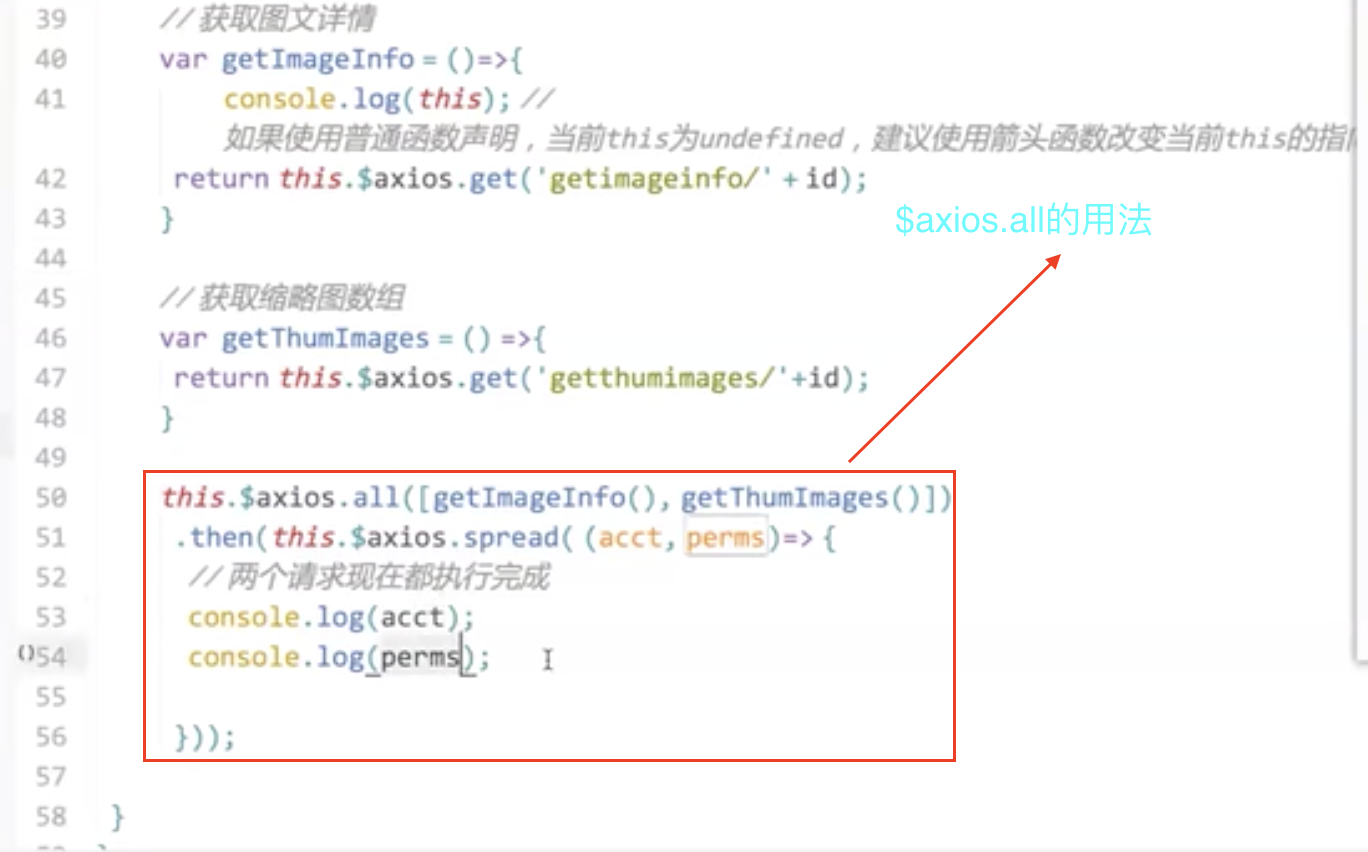 39 //获取图文详情
40 var getImageInfo = ()=>{
41 console.log(this); //
如果使用普通函数声明，当前this为undefined，建议使用箭头函数改变当前this的指
42 return this.$axios.get('getimageinfo/' + id);
43 }
$axios.all的用法
44
45 //获取缩略图数组
46 var getThumImages = () =>{
47 return this.$axios.get('getthumimages/'+id);
48 }
49
50 this.$axios.all([getImageInfo(), getThumImages()])
51 .then(this.$axios.spread( (acct, perms)=> {
52 //两个请求现在都执行完成
53 console.log(acct);
54 console.log(perms);
55
56 }));
57
58 }